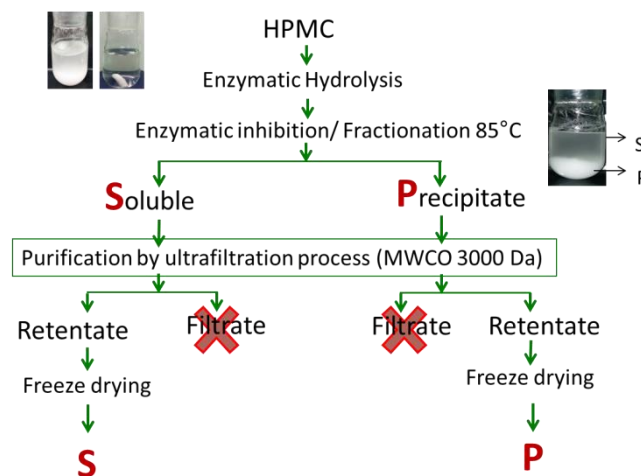 HPMC
Enzymatic Hydrolysis
Enzymatic inhibition/ Fractionation 85°C
S
P
Soluble
Precipitate
Purification by ultrafiltration process (MWCO 3000 Da)
Retentate
Filtrate
Filtrate
Retentate
Freeze drying
Freeze drying
S
P